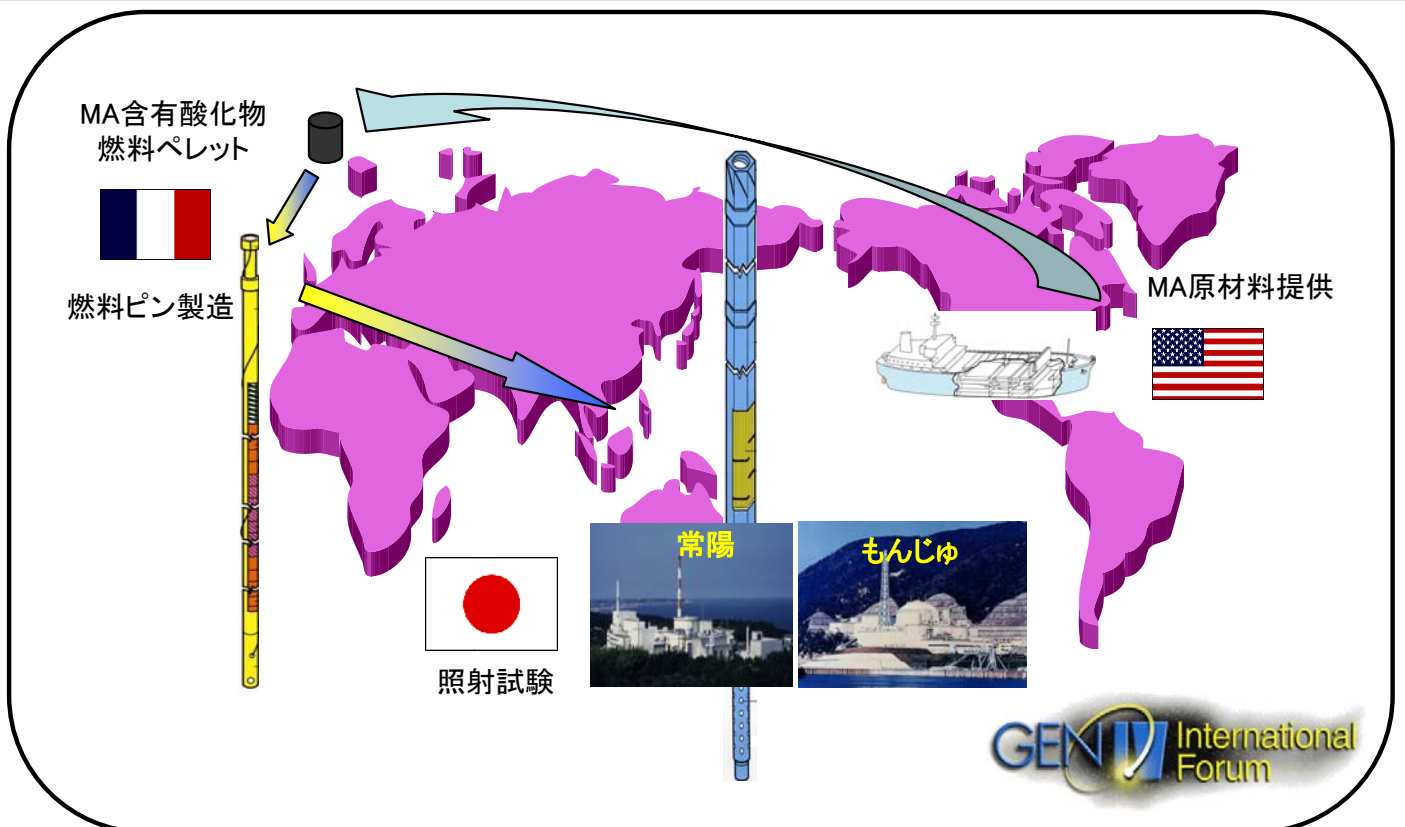 MA含有酸化物
燃料ペレット
燃料ピン製造
MA原材料提供
常陽
もんじゅ
照射試験
GEN IV International
Forum